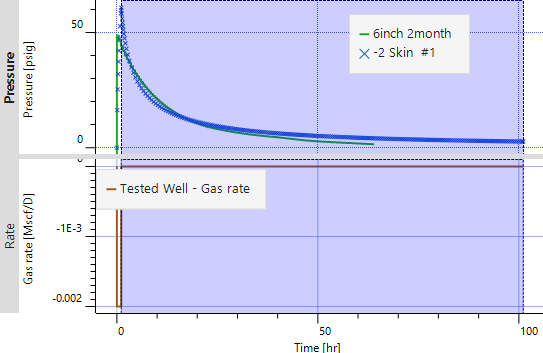 Pressure
Pressure [psig]
50
0
6inch 2month
-2 Skin #1
Rate
Gas rate [Mscf/D]
0
Tested Well - Gas rate
-1E-3
-0.002
0
50
100
Time [hr]